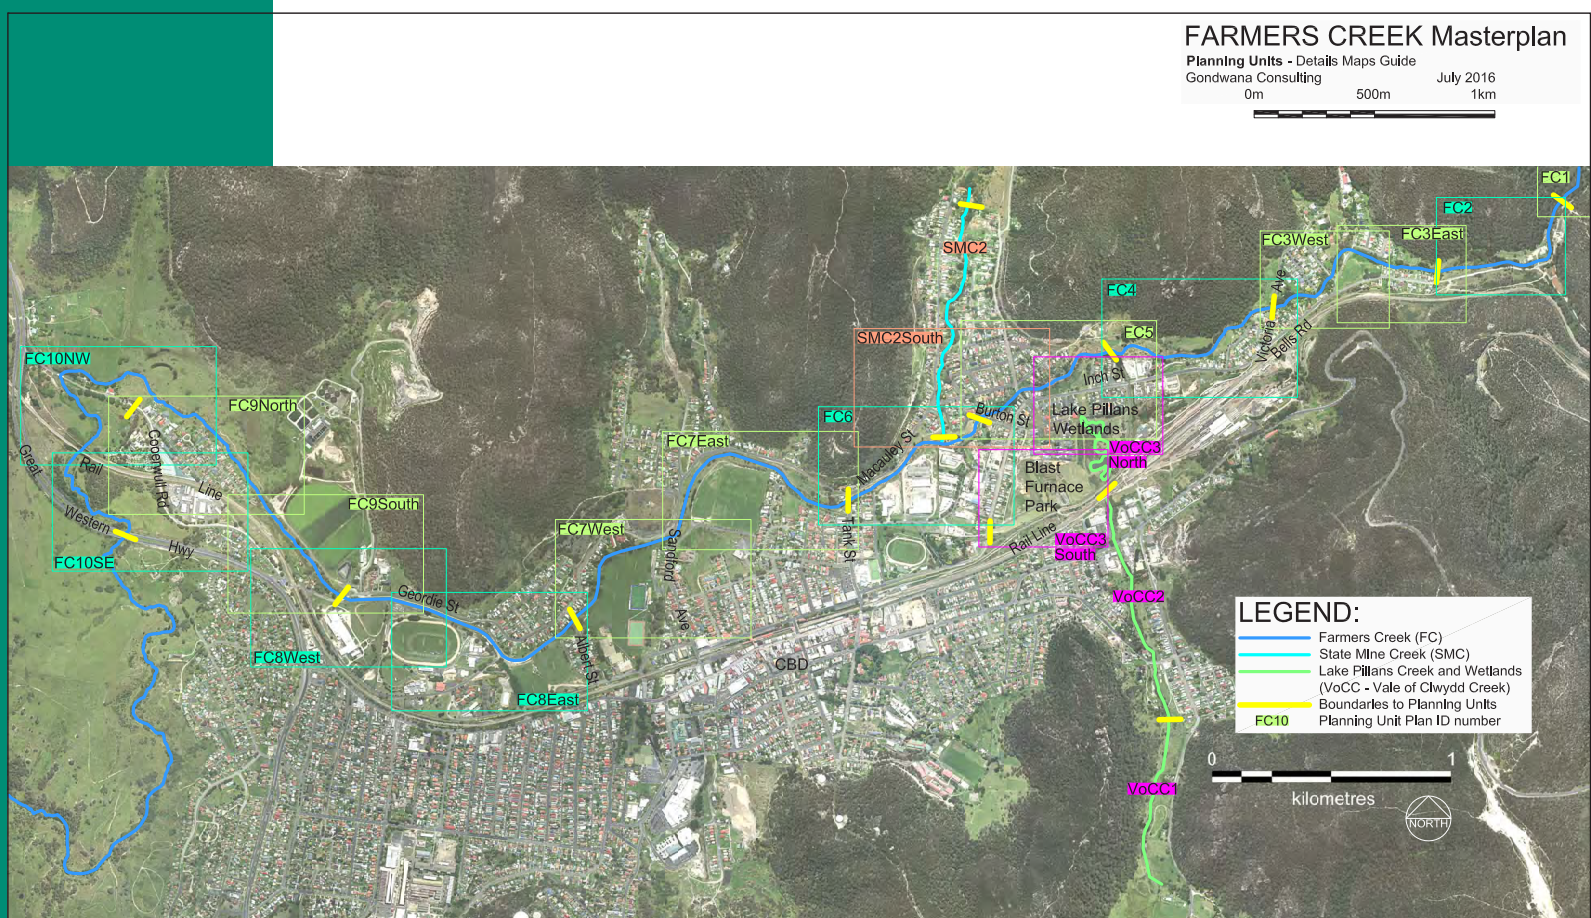 FARMERS CREEK Masterplan
Planning Units - Details Maps Guide
Gondwana Consulting July 2016
0m 500m 1km
FC1
FC2
FC3East
FC3West
Victoria Ave
Bells Rd
FC4
FC5
Inch St
SMC2
SMC2South
Burton St
Lake Pillans
Wetlands
VoCC3
North
Blast
Furnace
Park
VoCC3
South
Rail Line
FC6
Macauley St
Tank St
FC7East
FC7West
Sandford
Ave
Albert St
CBD
FC8East
FC8West
Geordie St
FC9North
FC9South
FC10NW
Cooerwull Rd
Rail
Line
Great
Western
Hwy
FC10SE
VoCC2
VoCC1
LEGEND:
Farmers Creek (FC)
State Mine Creek (SMC)
Lake Pillans Creek and Wetlands
(VoCC - Vale of Clwydd Creek)
Boundaries to Planning Units
FC10 Planning Unit Plan ID number
0 1
kilometres
NORTH